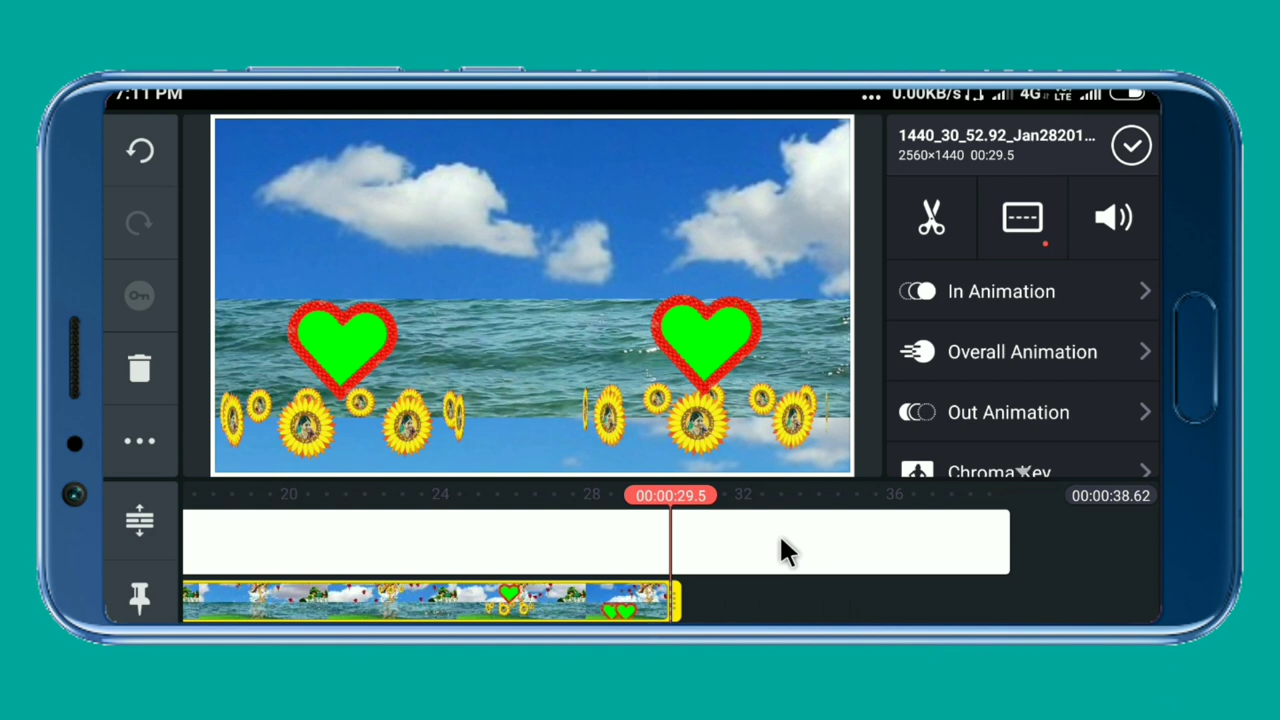 7:11 PM
... 0.00KB/s 4G LTE
1440_30_52.92_Jan28201...
2560×1440 00:29.5
In Animation
Overall Animation
Out Animation
Chroma Key
20 24 28 00:00:29.5 32 36 00:00:38.62